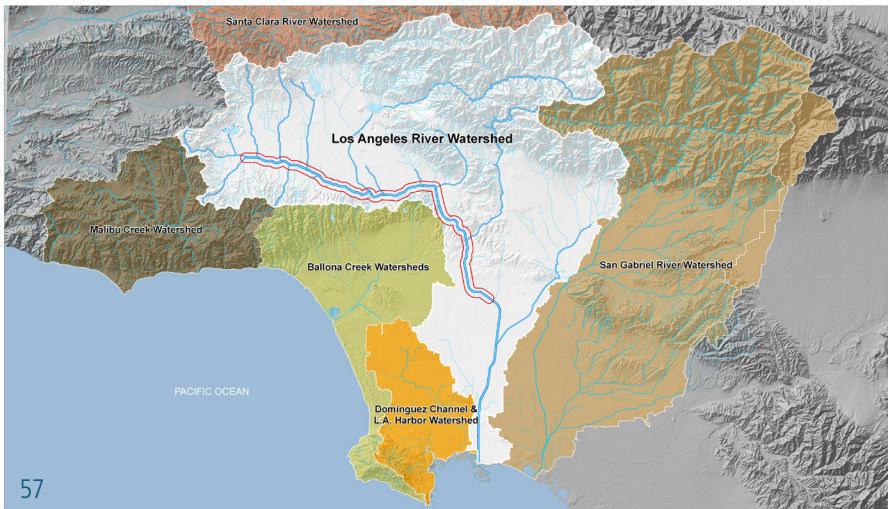 Santa Clara River Watershed
Los Angeles River Watershed
Malibu Creek Watershed
Ballona Creek Watersheds
San Gabriel River Watershed
PACIFIC OCEAN
Dominguez Channel &
L.A. Harbor Watershed
57